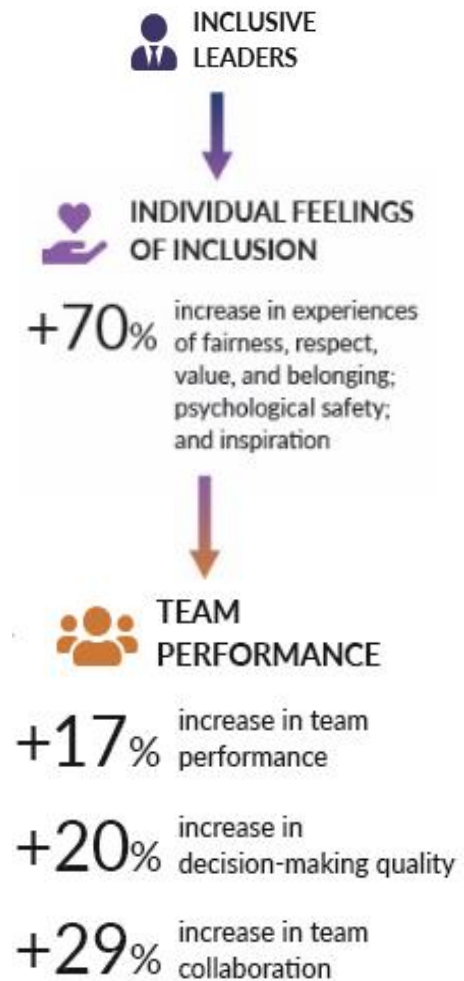 INCLUSIVE
LEADERS
INDIVIDUAL FEELINGS
OF INCLUSION
+70%
increase in experiences
of fairness, respect,
value, and belonging;
psychological safety;
and inspiration
TEAM
PERFORMANCE
+17%
increase in team
performance
+20%
increase in
decision-making quality
+29%
increase in team
collaboration